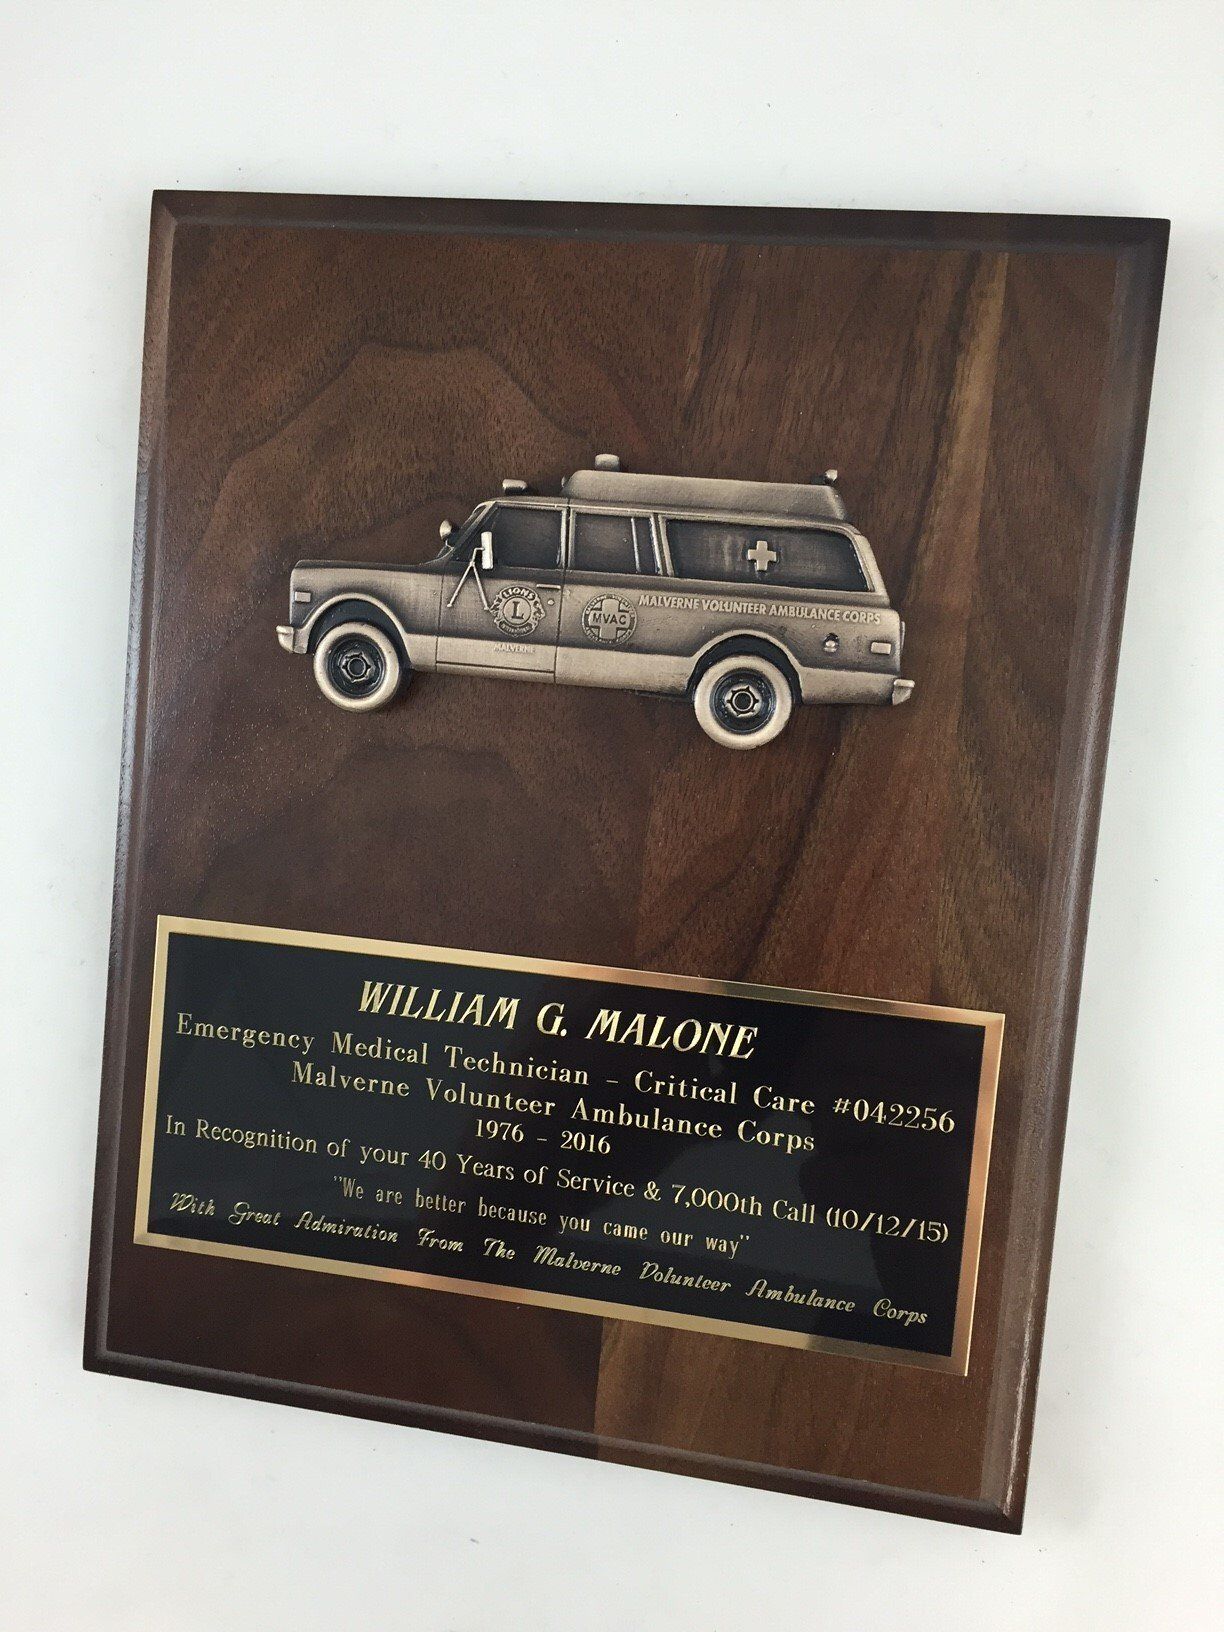 LIONS
L
INTERNATIONAL
MALVERNE
MVAC
MALVERNE VOLUNTEER AMBULANCE CORPS
WILLIAM G. MALONE
Emergency Medical Technician - Critical Care #042256
Malverne Volunteer Ambulance Corps
1976 - 2016
In Recognition of your 40 Years of Service & 7,000th Call (10/12/15)
"We are better because you came our way"
With Great Admiration From The Malverne Volunteer Ambulance Corps